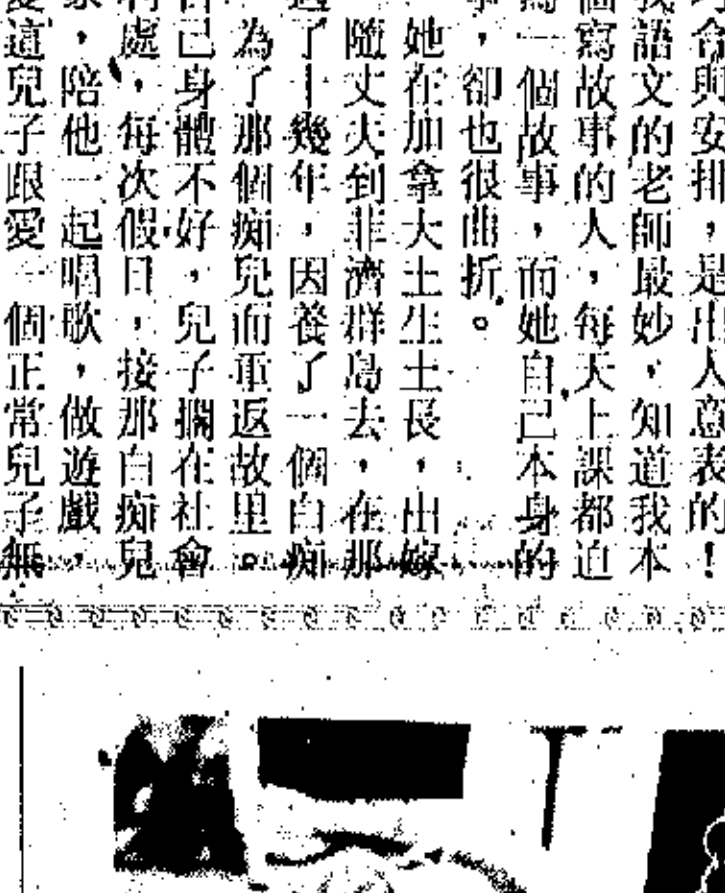 命與安排，是出人意表的！
我語文的老師最妙，知道我本
個寫故事的人，每天上課都迫
一個故事，而她自己本身的
事，卻也很曲折。
她在加拿大土生土長，出嫁
隨丈夫到非濟群島去，在那
了十幾年，因養了一個白痴
為了那個痴兒而重返故里。
自己身體不好，兒子擱在社會
處，每次假日，接那白痴兒
家，陪他一起唱歌，做遊戲，
愛這兒子跟愛一個正常兒子無